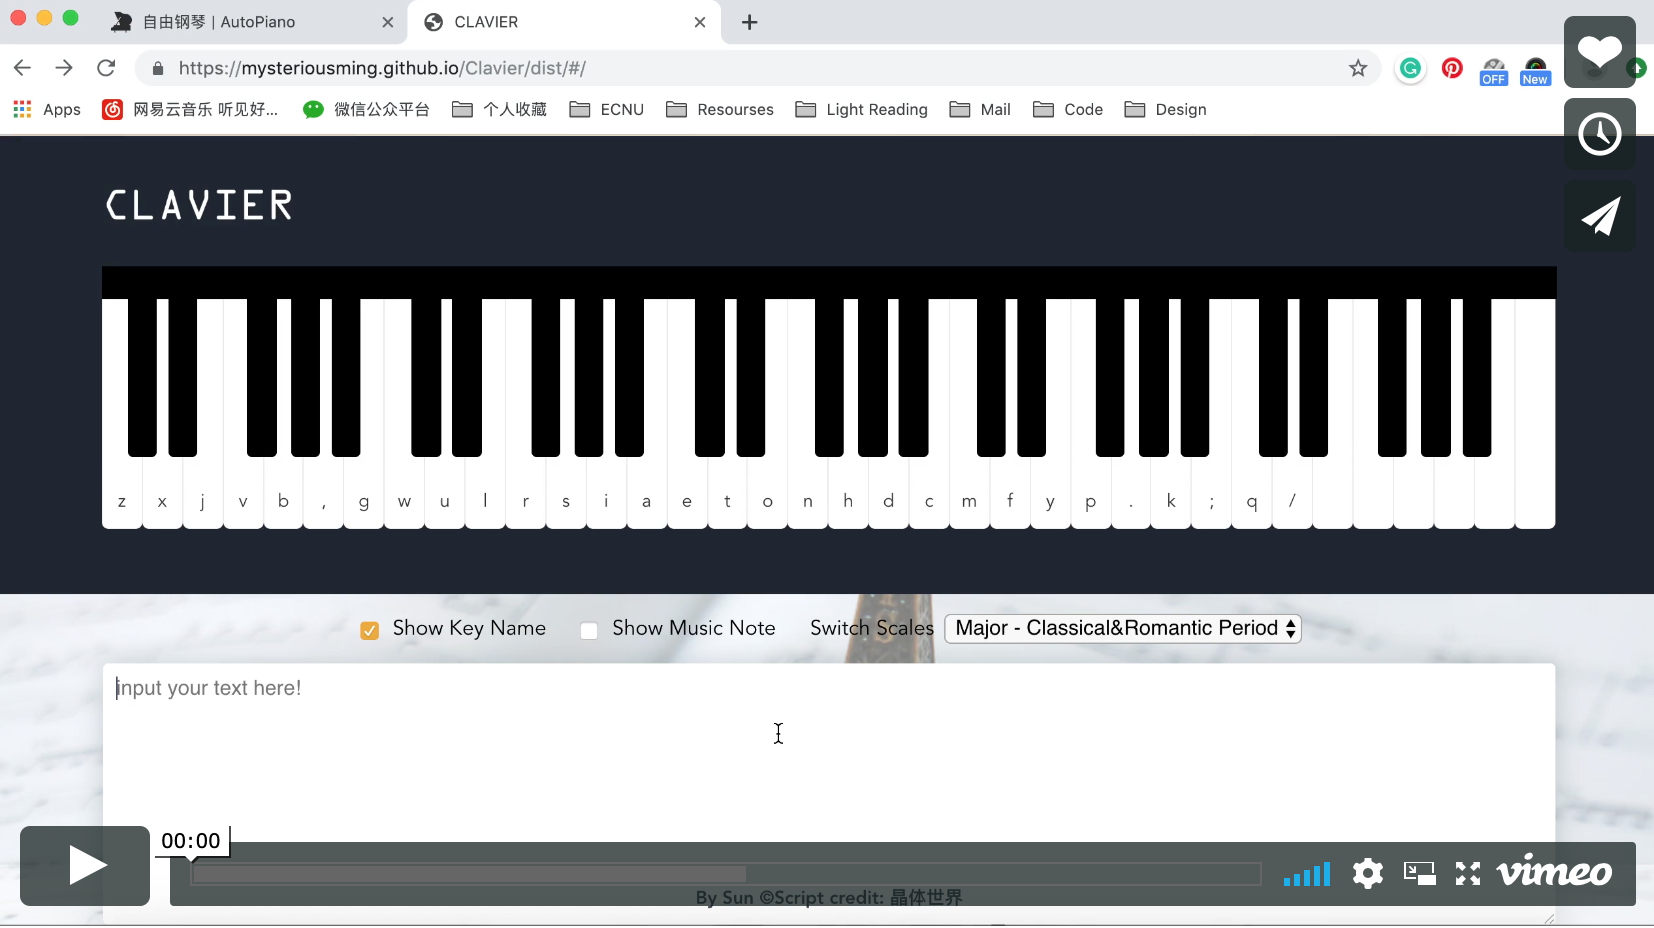 自由钢琴 | AutoPiano
CLAVIER
https://mysteriousming.github.io/Clavier/dist/#/
OFF
New
Apps
网易云音乐 听见好...
微信公众平台
个人收藏
ECNU
Resourses
Light Reading
Mail
Code
Design
CLAVIER
z x j v b , g w u l r s i a e t o n h d c m f y p . k ; q /
Show Key Name
Show Music Note
Switch Scales
Major - Classical&Romantic Period
input your text here!
00:00
vimeo
By Sun ©Script credit: 晶体世界